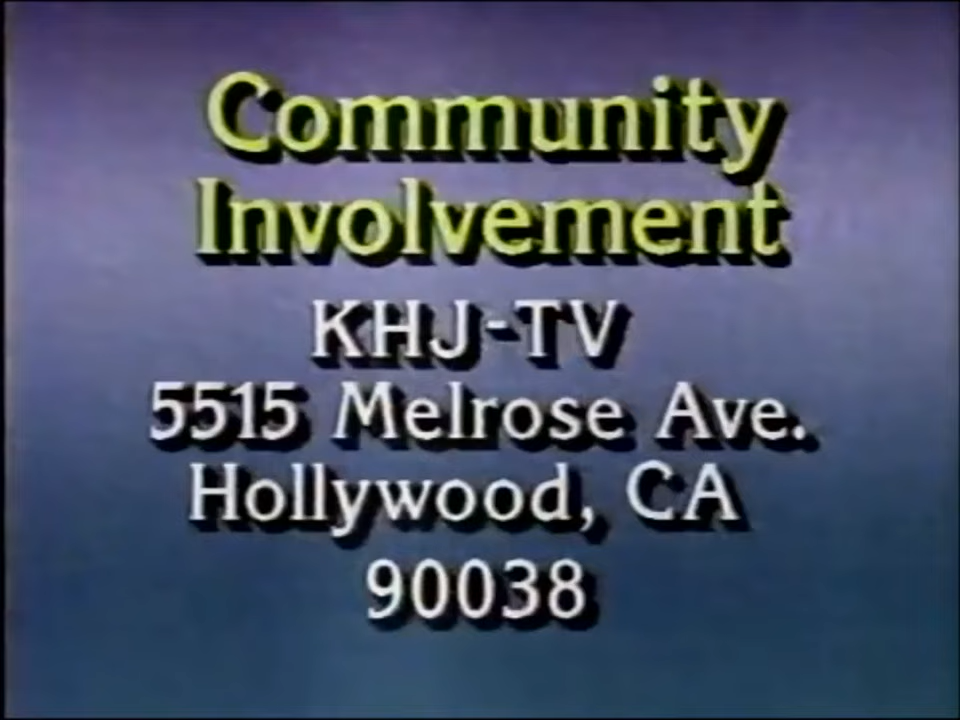 Community
Involvement
KHJ-TV
5515 Melrose Ave.
Hollywood, CA
90038